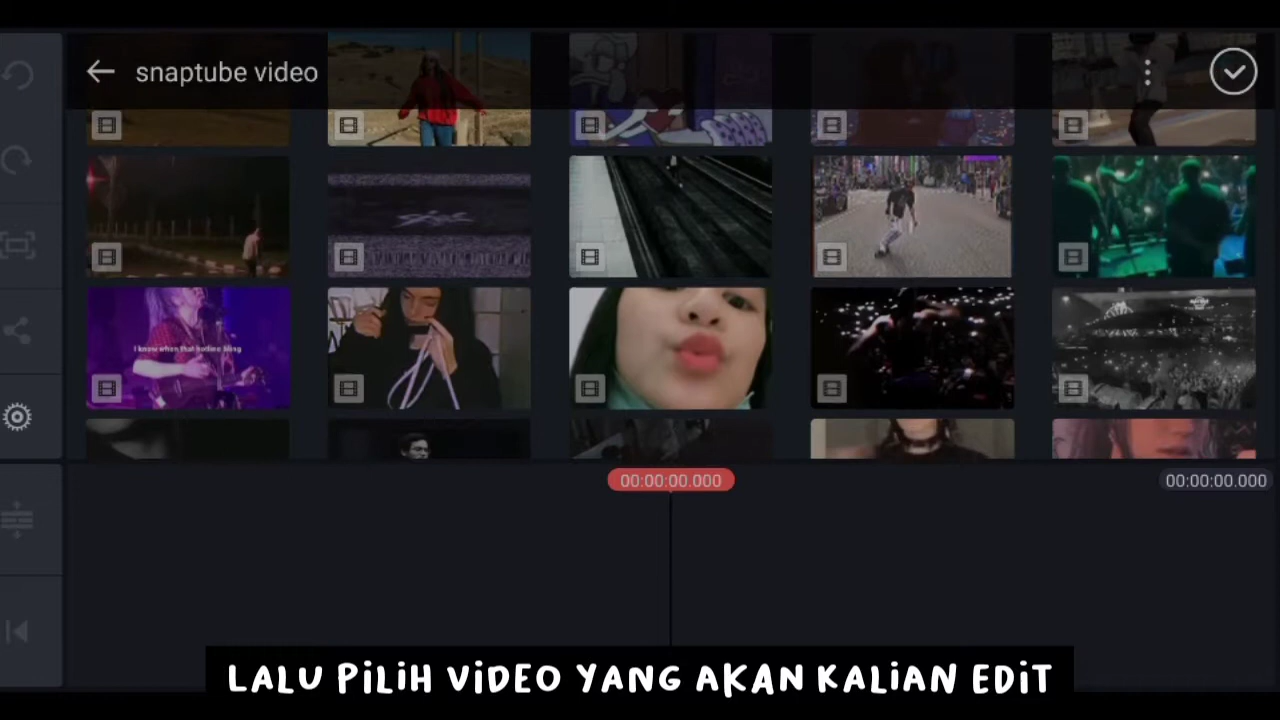 snaptube video
I know when that hotline bling
00:00:00.000
00:00:00.000
LALU PILIH VIDEO YANG AKAN KALIAN EDIT